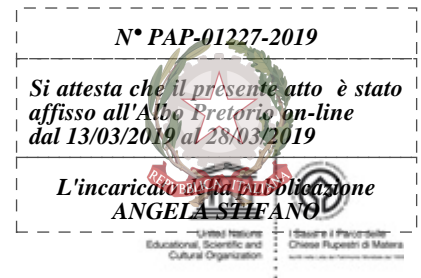 N° PAP-01227-2019
Si attesta che il presente atto è stato
affisso all'Albo Pretorio on-line
dal 13/03/2019 al 28/03/2019
L'incaricato della pubblicazione
ANGELA STIFANO
REPUBBLICA ITALIANA
United Nations
Educational, Scientific and
Cultural Organization
I Sassi e il Parco delle
Chiese Rupestri di Matera